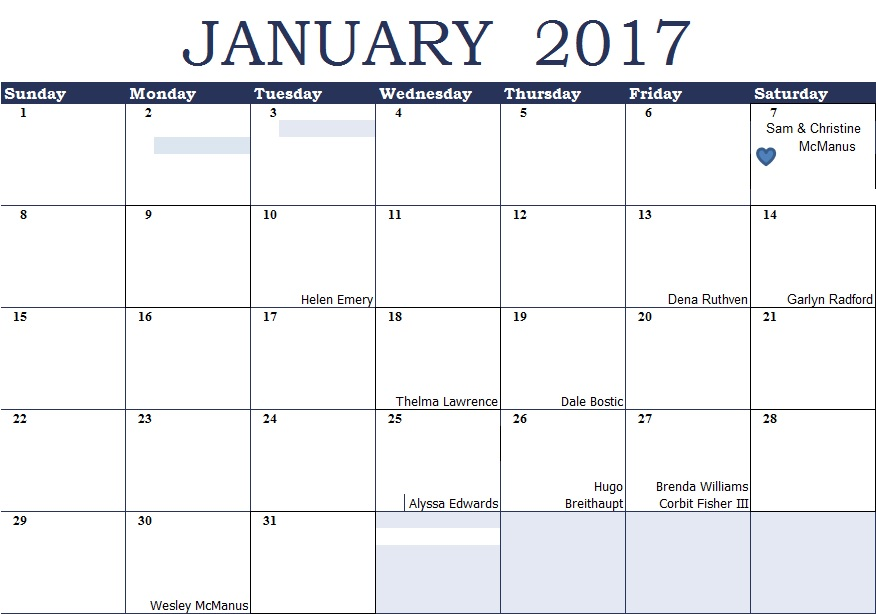 JANUARY 2017
Sunday Monday Tuesday Wednesday Thursday Friday Saturday
1 2 3 4 5 6 7
Sam & Christine
McManus
8 9 10 11 12 13 14
Helen Emery Dena Ruthven Garlyn Radford
15 16 17 18 19 20 21
Thelma Lawrence Dale Bostic
22 23 24 25 26 27 28
Hugo Brenda Williams
Alyssa Edwards Breithaupt Corbit Fisher III
29 30 31
Wesley McManus